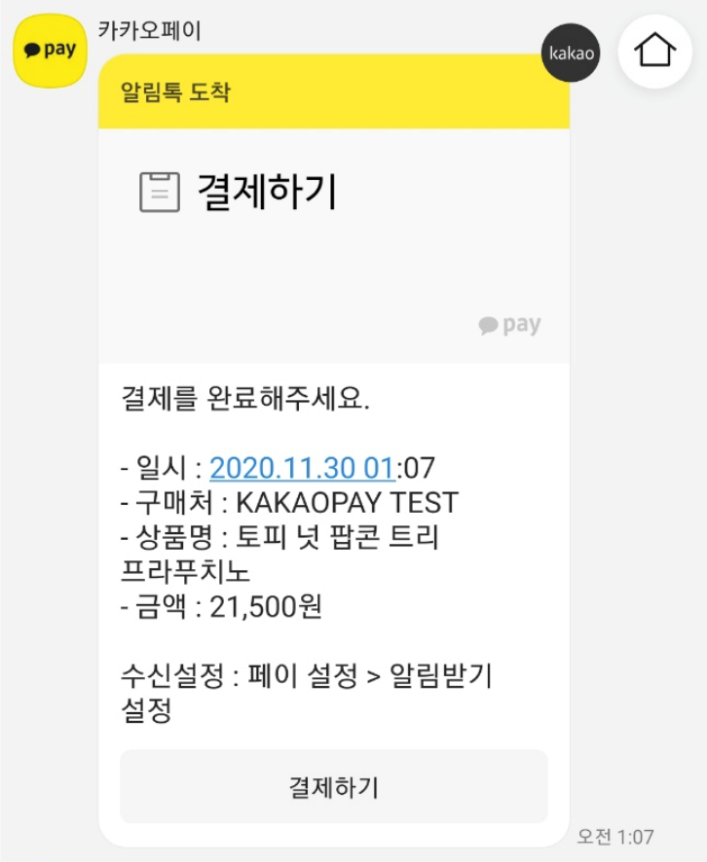 pay
카카오페이
kakao
알림톡 도착
결제하기
pay
결제를 완료해주세요.
- 일시 : 2020.11.30 01:07
- 구매처 : KAKAOPAY TEST
- 상품명 : 토피 넛 팝콘 트리
프라푸치노
- 금액 : 21,500원
수신설정 : 페이 설정 > 알림받기
설정
결제하기
오전 1:07